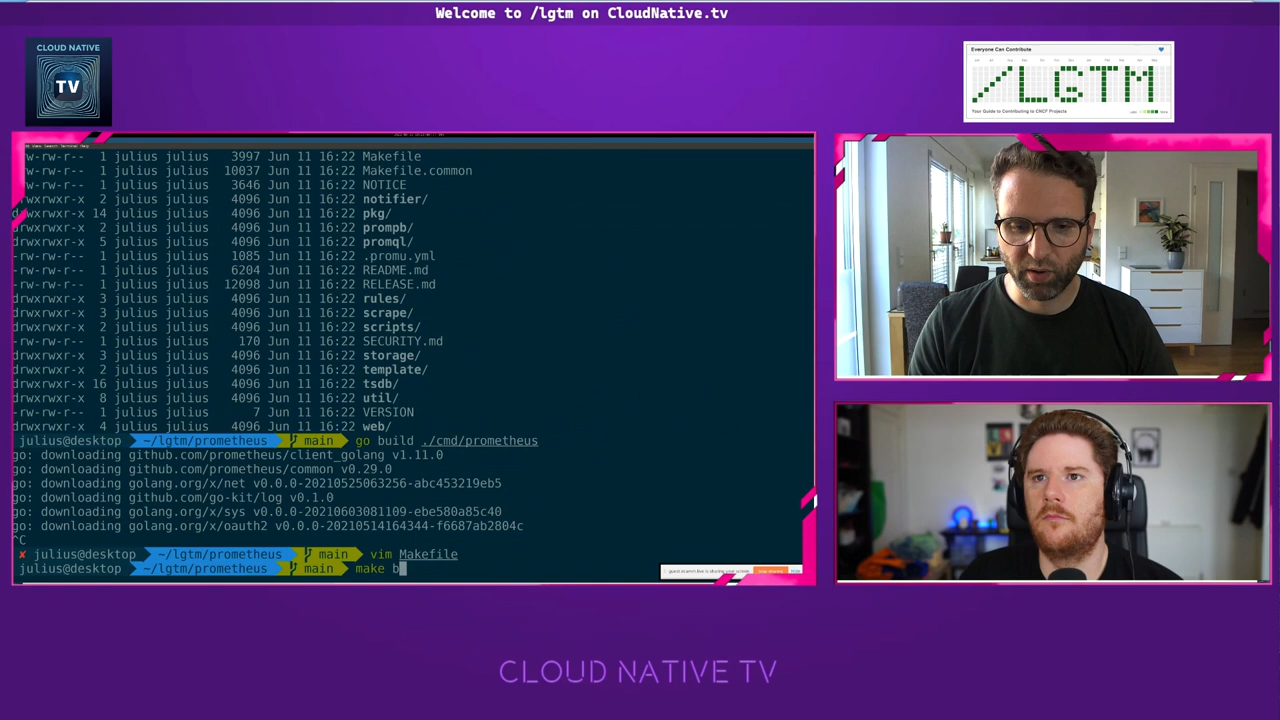 Welcome to /lgtm on CloudNative.tv
CLOUD NATIVE
TV
Everyone Can Contribute
/LGTM
Your Guide to Contributing to CNCF Projects
w-rw-r-- 1 julius julius 3997 Jun 11 16:22 Makefile
rw-rw-r-- 1 julius julius 10037 Jun 11 16:22 Makefile.common
rw-rw-r-- 1 julius julius 3646 Jun 11 16:22 NOTICE
rwxrwxr-x 2 julius julius 4096 Jun 11 16:22 notifier/
drwxrwxr-x 14 julius julius 4096 Jun 11 16:22 pkg/
drwxrwxr-x 2 julius julius 4096 Jun 11 16:22 prompb/
drwxrwxr-x 5 julius julius 4096 Jun 11 16:22 promql/
-rw-rw-r-- 1 julius julius 1085 Jun 11 16:22 .promu.yml
-rw-rw-r-- 1 julius julius 6204 Jun 11 16:22 README.md
-rw-rw-r-- 1 julius julius 12098 Jun 11 16:22 RELEASE.md
drwxrwxr-x 3 julius julius 4096 Jun 11 16:22 rules/
drwxrwxr-x 3 julius julius 4096 Jun 11 16:22 scrape/
drwxrwxr-x 2 julius julius 4096 Jun 11 16:22 scripts/
-rw-rw-r-- 1 julius julius 170 Jun 11 16:22 SECURITY.md
drwxrwxr-x 3 julius julius 4096 Jun 11 16:22 storage/
drwxrwxr-x 2 julius julius 4096 Jun 11 16:22 template/
drwxrwxr-x 16 julius julius 4096 Jun 11 16:22 tsdb/
drwxrwxr-x 8 julius julius 4096 Jun 11 16:22 util/
-rw-rw-r-- 1 julius julius 7 Jun 11 16:22 VERSION
drwxrwxr-x 4 julius julius 4096 Jun 11 16:22 web/
julius@desktop ~/lgtm/prometheus main go build ./cmd/prometheus
go: downloading github.com/prometheus/client_golang v1.11.0
go: downloading github.com/prometheus/common v0.29.0
go: downloading golang.org/x/net v0.0.0-20210525063256-abc453219eb5
go: downloading github.com/go-kit/log v0.1.0
go: downloading golang.org/x/sys v0.0.0-20210603081109-ebe580a85c40
go: downloading golang.org/x/oauth2 v0.0.0-20210514164344-f6687ab2804c
^C
✘ julius@desktop ~/lgtm/prometheus main vim Makefile
julius@desktop ~/lgtm/prometheus main make b
CLOUD NATIVE TV